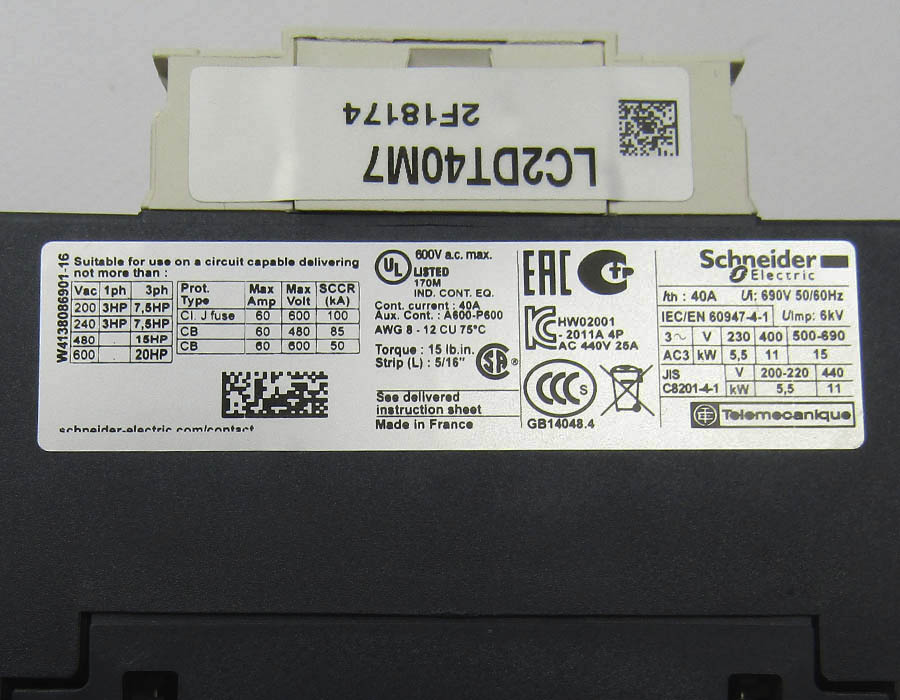 2F18174
LC2DT40M7
W4138086901-16
Suitable for use on a circuit capable delivering
not more than :
Vac 1ph 3ph
200 3HP 7,5HP
240 3HP 7,5HP
480 . 15HP
600 . 20HP
Prot. Type Max Amp Max Volt SCCR (kA)
Cl. J fuse 60 600 100
CB 60 480 85
CB 60 600 50
schneider-electric.com/contact
UL
600V a.c. max.
LISTED
170M
IND. CONT. EQ.
Cont. current : 40A
Aux. Cont. : A600-P600
AWG 8 - 12 CU 75°C
Torque : 15 lb.in.
Strip (L) : 5/16"
SA
See delivered
instruction sheet
Made in France
EAC
HW02001
- 2011A 4P
AC 440V 25A
CCC S
GB14048.4
Schneider
Electric
Ith : 40A Ui: 690V 50/60Hz
IEC/EN 60947-4-1 Uimp: 6kV
3~ V 230 400 500-690
AC3 kW 5,5 11 15
JIS V 200-220 440
C8201-4-1 kW 5,5 11
Telemecanique